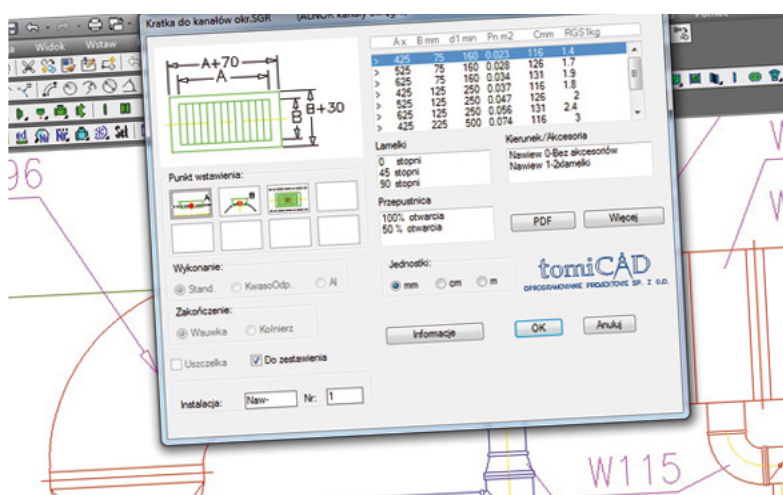 Kratka do kanałów okr.SGR
Widok Wstaw
A+70
A
B
B+30
A x B mm d1 min Pn m2 Cmm RGS1kg
> 425 75 160 0.023 116 1.4
> 525 75 160 0.028 126 1.7
> 625 75 160 0.034 131 1.9
> 425 125 250 0.037 116 1.8
> 525 125 250 0.047 126 2
> 625 125 250 0.056 131 2.4
> 425 225 500 0.074 116 3
Punkt wstawienia:
A
B
Lamelki
0 stopni
45 stopni
90 stopni
Kierunek/Akcesoria
Nawiew 0-Bez akcesoriów
Nawiew 1-2xlamelki
Przepustnica
100% otwarcia
50 % otwarcia
PDF Więcej
Wykonanie:
Stand. KwasoOdp. Al
Jednostki:
mm cm m
tomiCAD
OPROGRAMOWANIE PROJEKTOWE SP. Z O.O.
Zakończenie:
Wsuwka Kołnierz
Informacje OK Anuluj
Uszczelka Do zestawienia
Instalacja: Naw- Nr: 1
96
W115